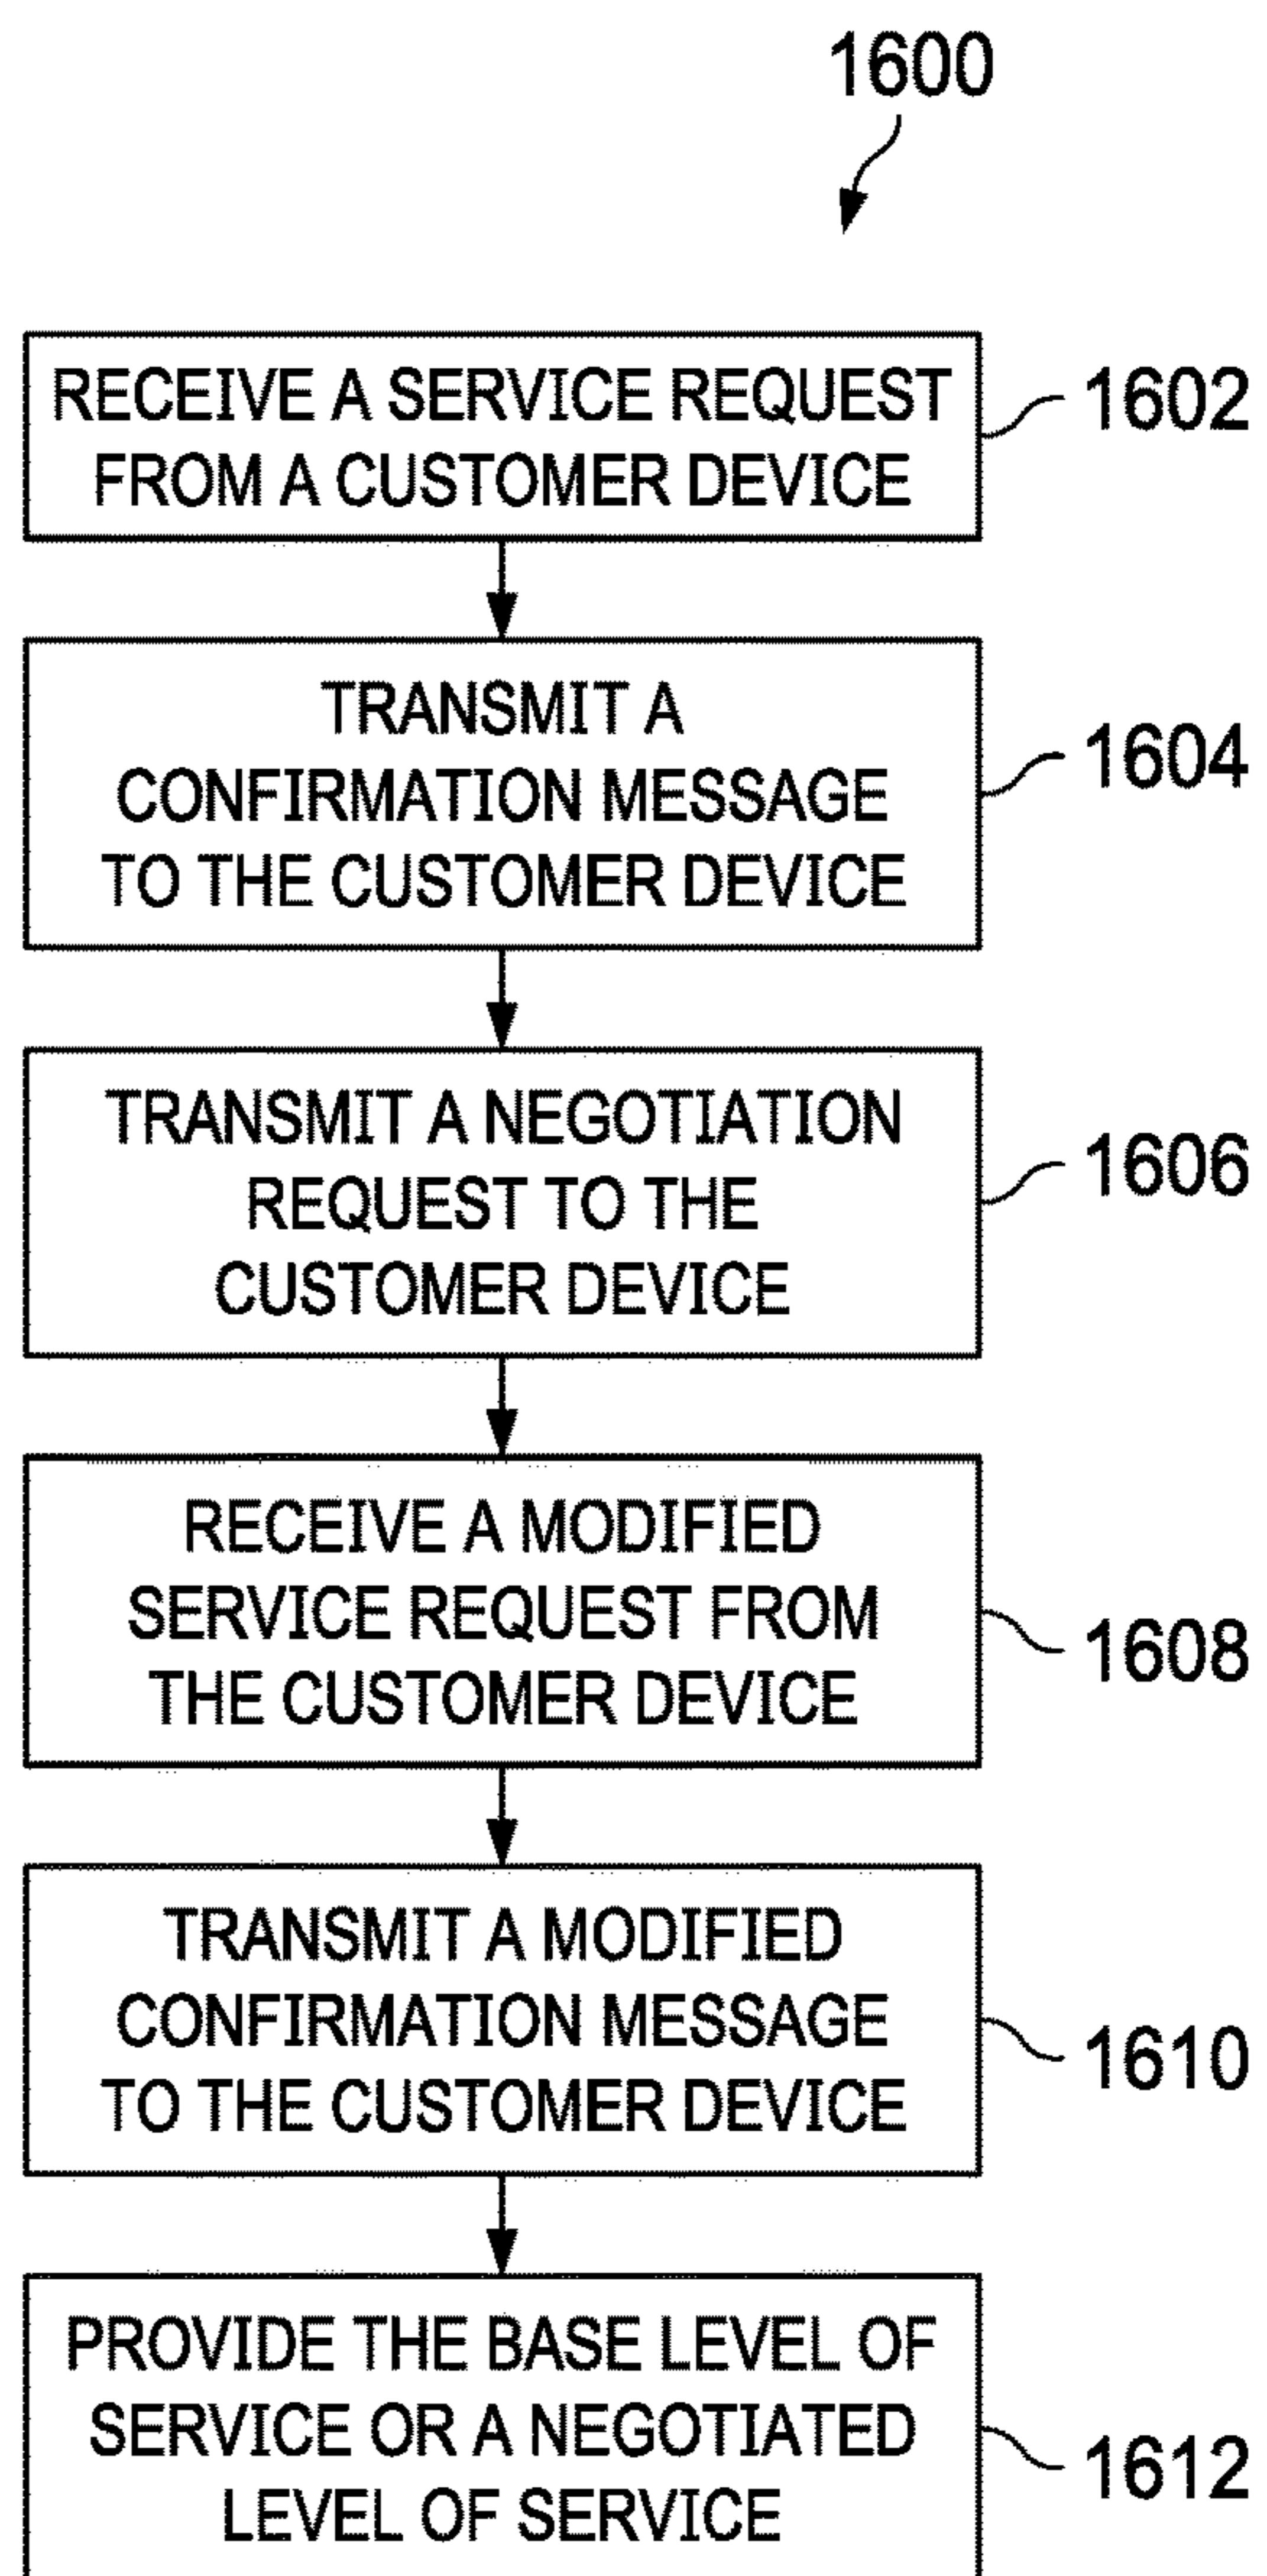 1600
RECEIVE A SERVICE REQUEST
FROM A CUSTOMER DEVICE
1602
TRANSMIT A
CONFIRMATION MESSAGE
TO THE CUSTOMER DEVICE
1604
TRANSMIT A NEGOTIATION
REQUEST TO THE
CUSTOMER DEVICE
1606
RECEIVE A MODIFIED
SERVICE REQUEST FROM
THE CUSTOMER DEVICE
1608
TRANSMIT A MODIFIED
CONFIRMATION MESSAGE
TO THE CUSTOMER DEVICE
1610
PROVIDE THE BASE LEVEL OF
SERVICE OR A NEGOTIATED
LEVEL OF SERVICE
1612